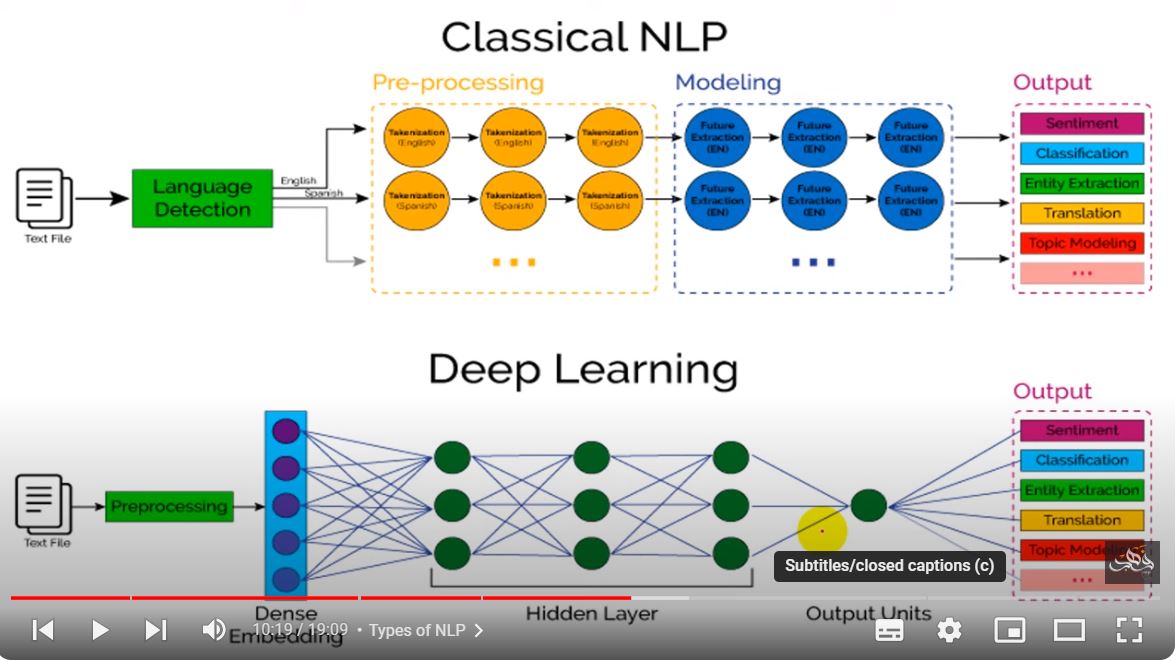 Classical NLP
Pre-processing
Modeling
Output
Text File
Language
Detection
English
Spanish
Takenization
(English)
Takenization
(English)
Takenization
(English)
Future
Extraction
(EN)
Future
Extraction
(EN)
Future
Extraction
(EN)
Takenization
(Spanish)
Takenization
(Spanish)
Takenization
(Spanish)
Future
Extraction
(EN)
Future
Extraction
(EN)
Future
Extraction
(EN)
Sentiment
Classification
Entity Extraction
Translation
Topic Modeling
Deep Learning
Output
Text File
Preprocessing
Sentiment
Classification
Entity Extraction
Translation
Topic
Subtitles/closed captions (c)
Dense
Embedding
Hidden Layer
Output Units
10:19 / 19:09 • Types of NLP